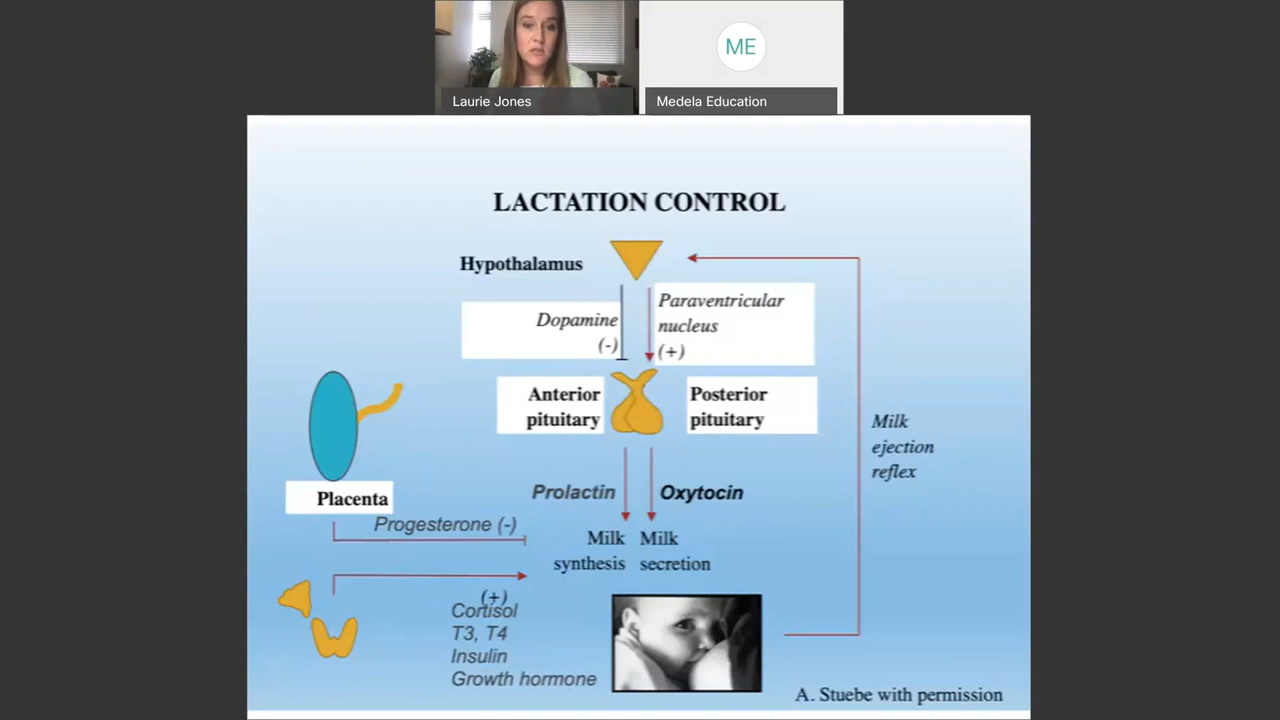 ME
Laurie Jones
Medela Education
LACTATION CONTROL
Hypothalamus
Dopamine
(-)
Paraventricular
nucleus
(+)
Anterior
pituitary
Posterior
pituitary
Milk
ejection
reflex
Placenta
Progesterone (-)
Prolactin
Oxytocin
Milk
synthesis
Milk
secretion
(+)
Cortisol
T3, T4
Insulin
Growth hormone
A. Stuebe with permission